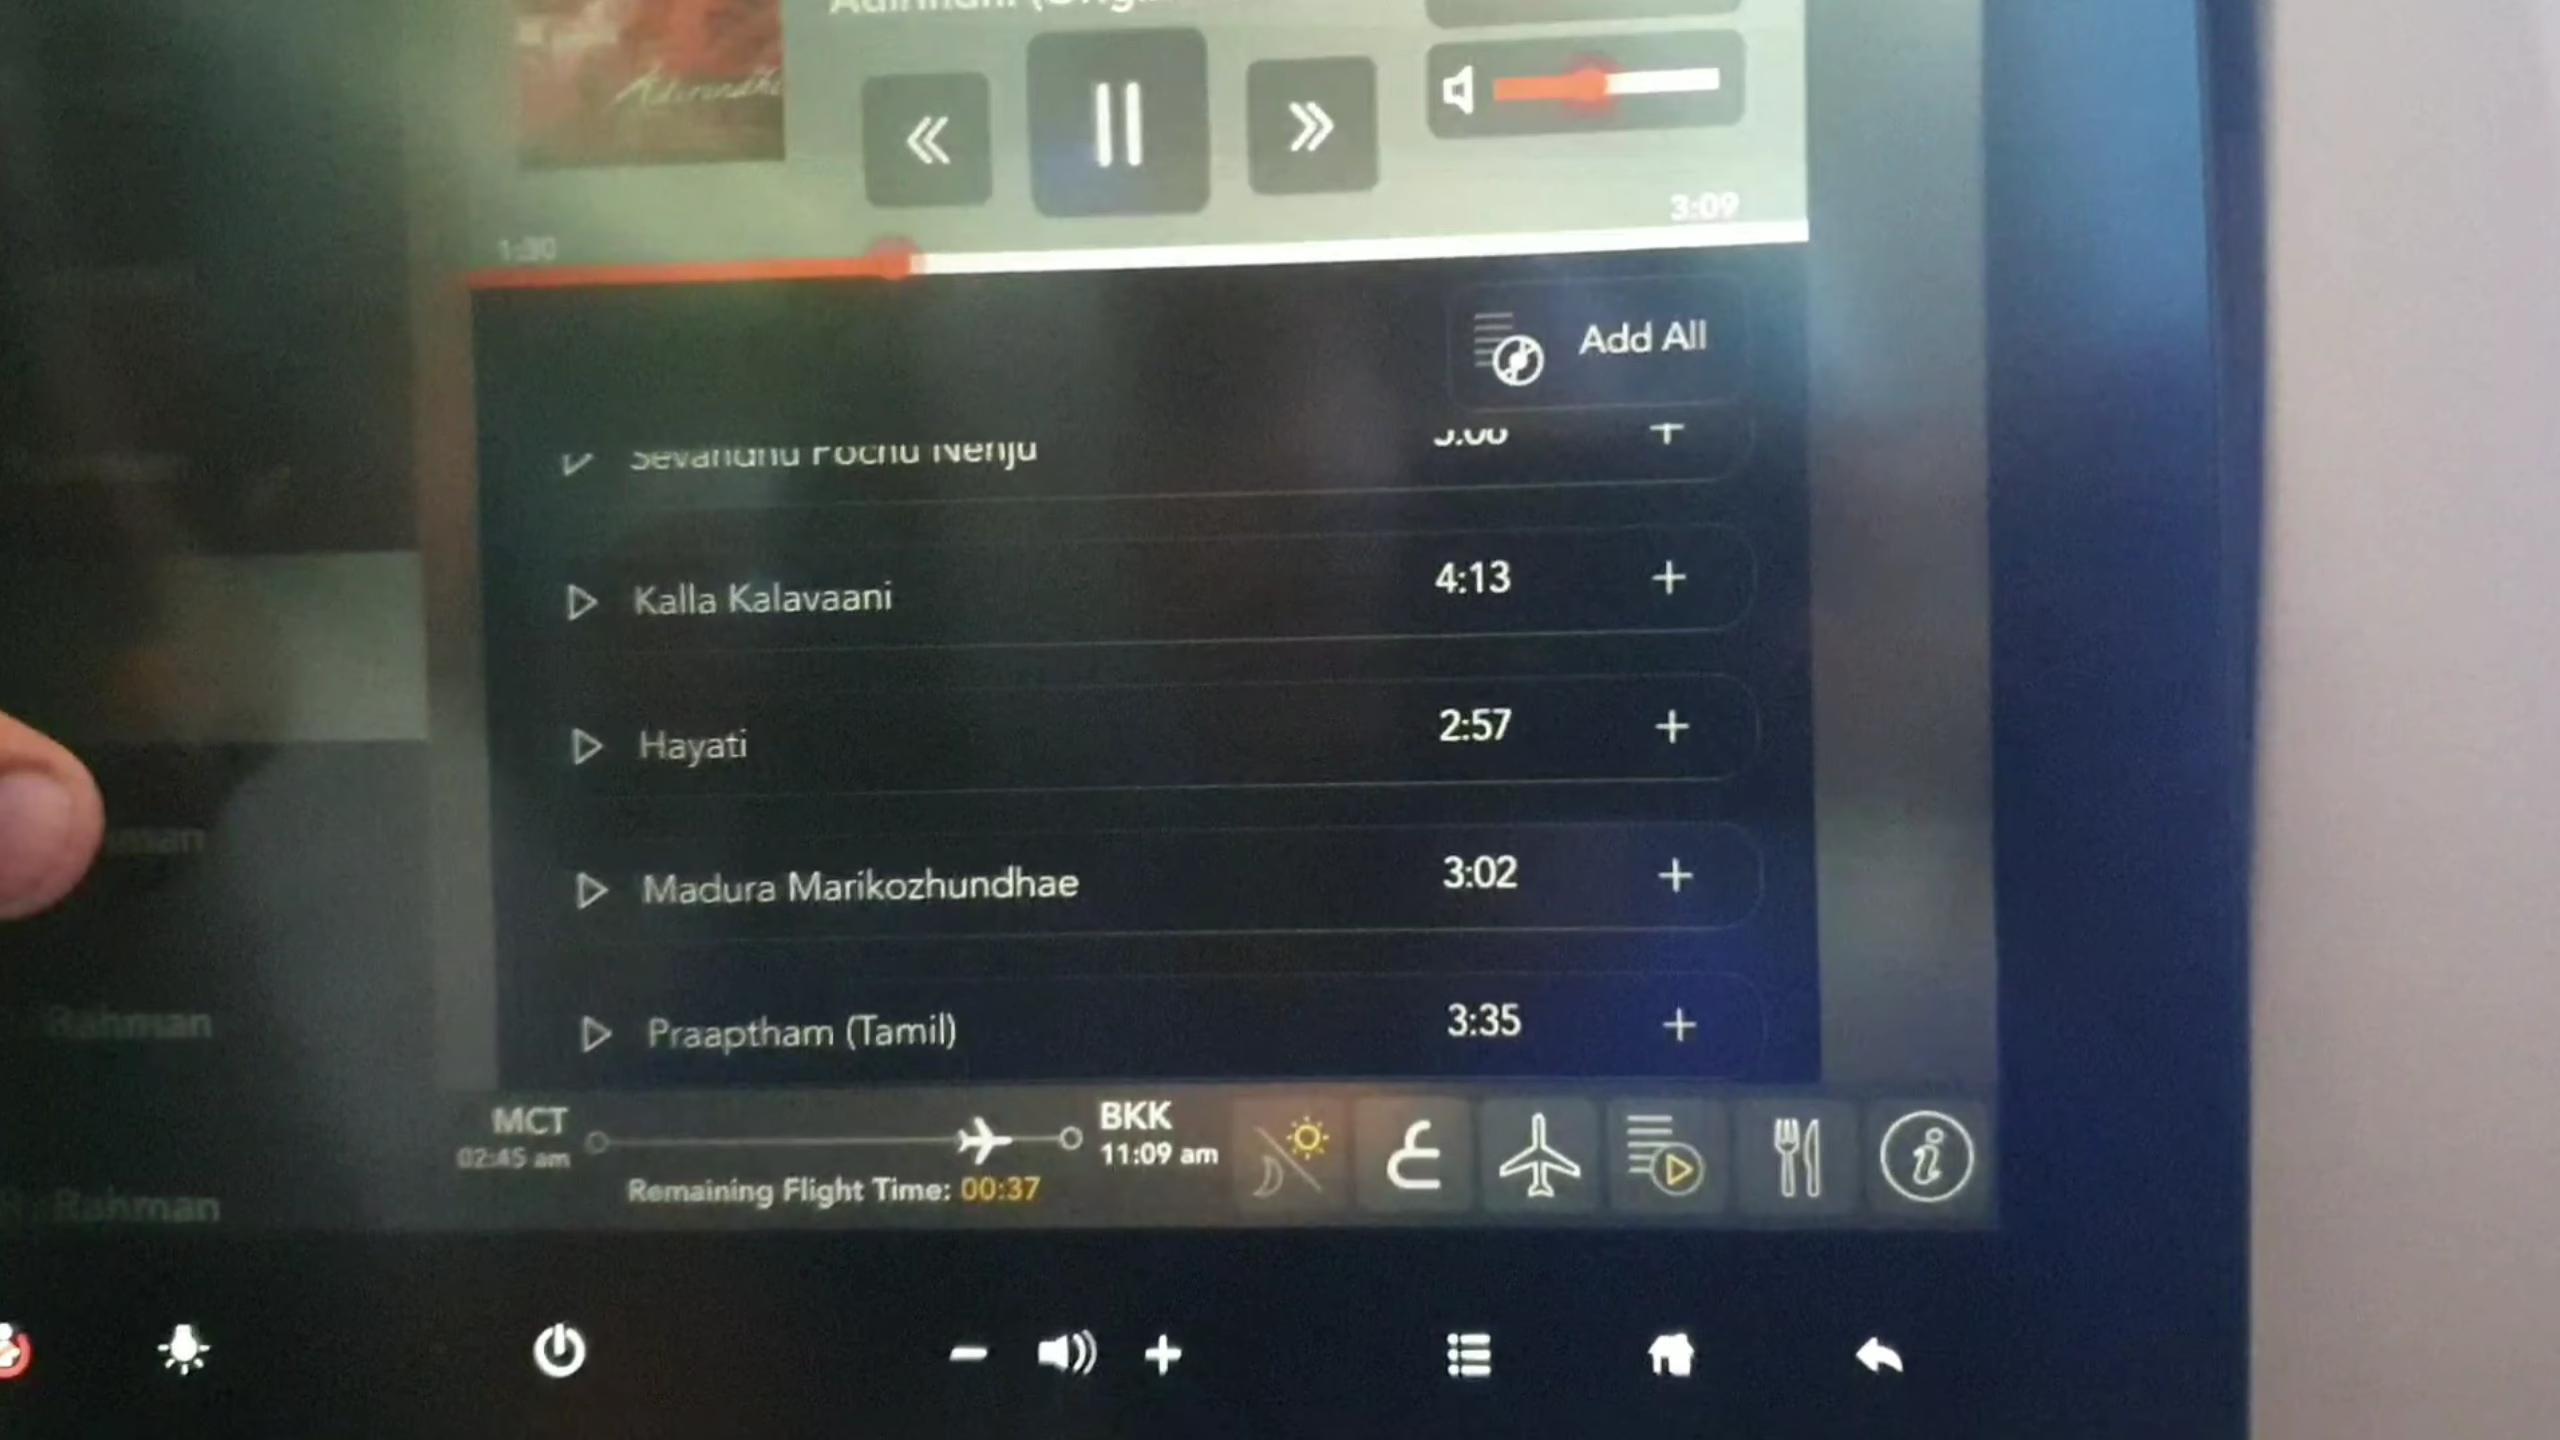 3:09
1:30
Add All
Sevandhu Pochu Nenju
Kalla Kalavaani 4:13 +
Hayati 2:57 +
Madura Marikozhundhae 3:02 +
Praaptham (Tamil) 3:35 +
Rahman
Rahman
MCT
02:45 am
BKK
11:09 am
Remaining Flight Time: 00:37
ع